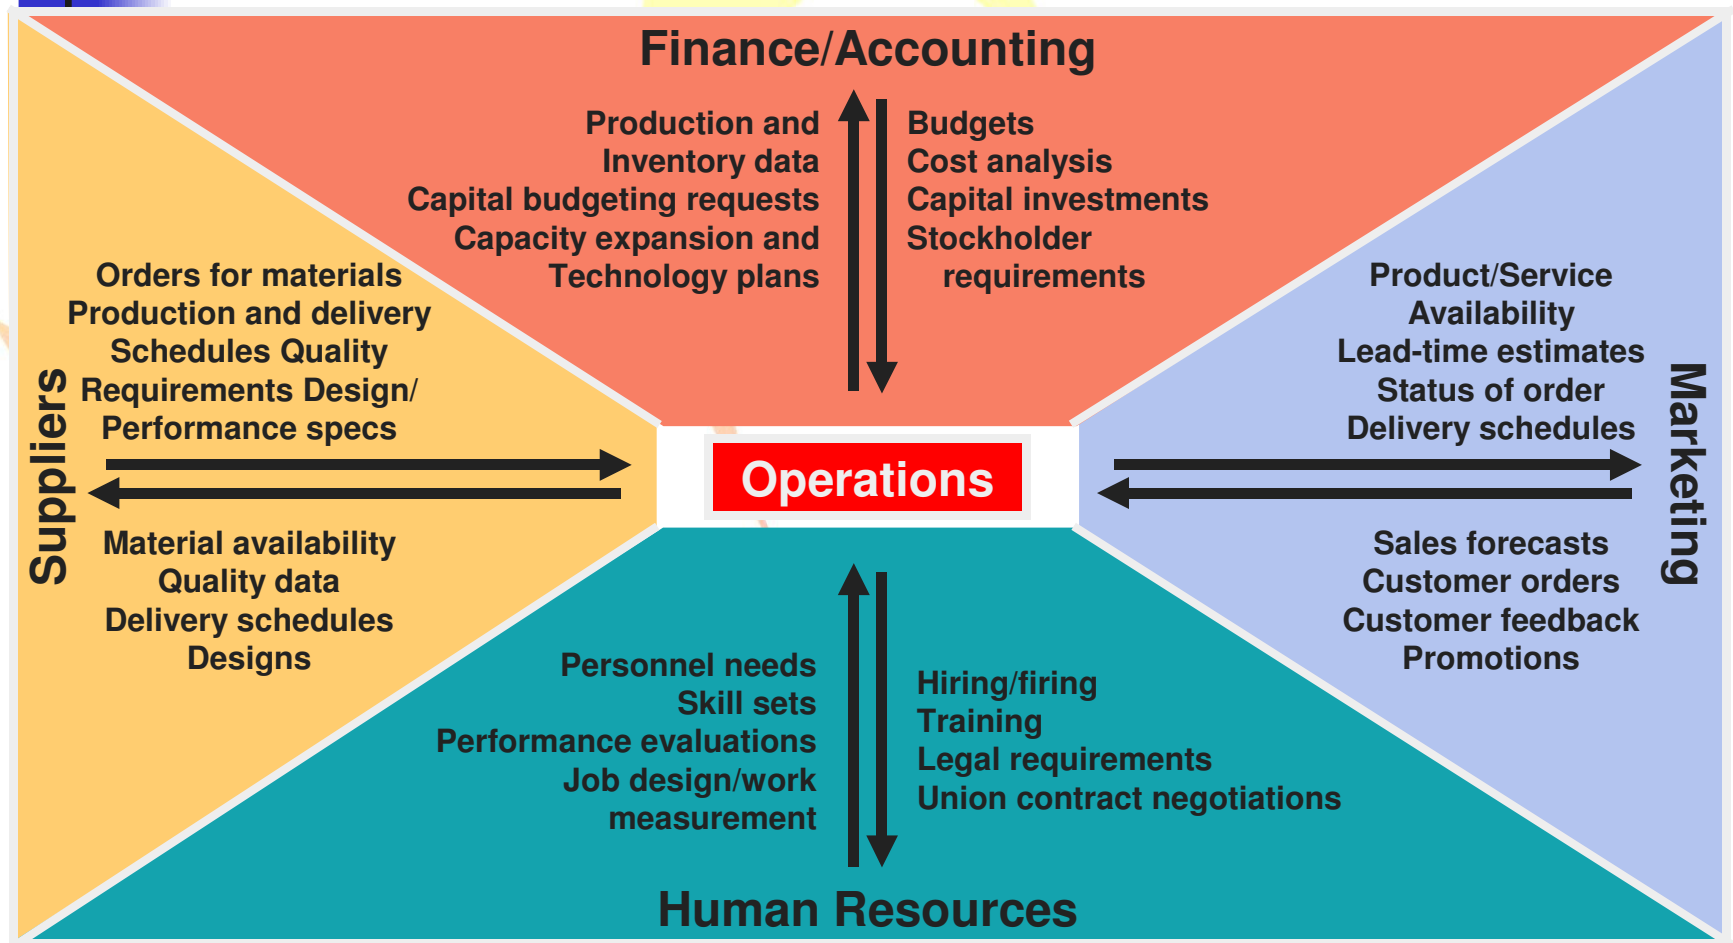 Finance/Accounting
Production and
Inventory data
Capital budgeting requests
Capacity expansion and
Technology plans
Budgets
Cost analysis
Capital investments
Stockholder
requirements
Suppliers
Orders for materials
Production and delivery
Schedules Quality
Requirements Design/
Performance specs
Material availability
Quality data
Delivery schedules
Designs
Operations
Product/Service
Availability
Lead-time estimates
Status of order
Delivery schedules
Sales forecasts
Customer orders
Customer feedback
Promotions
Marketing
Personnel needs
Skill sets
Performance evaluations
Job design/work
measurement
Hiring/firing
Training
Legal requirements
Union contract negotiations
Human Resources